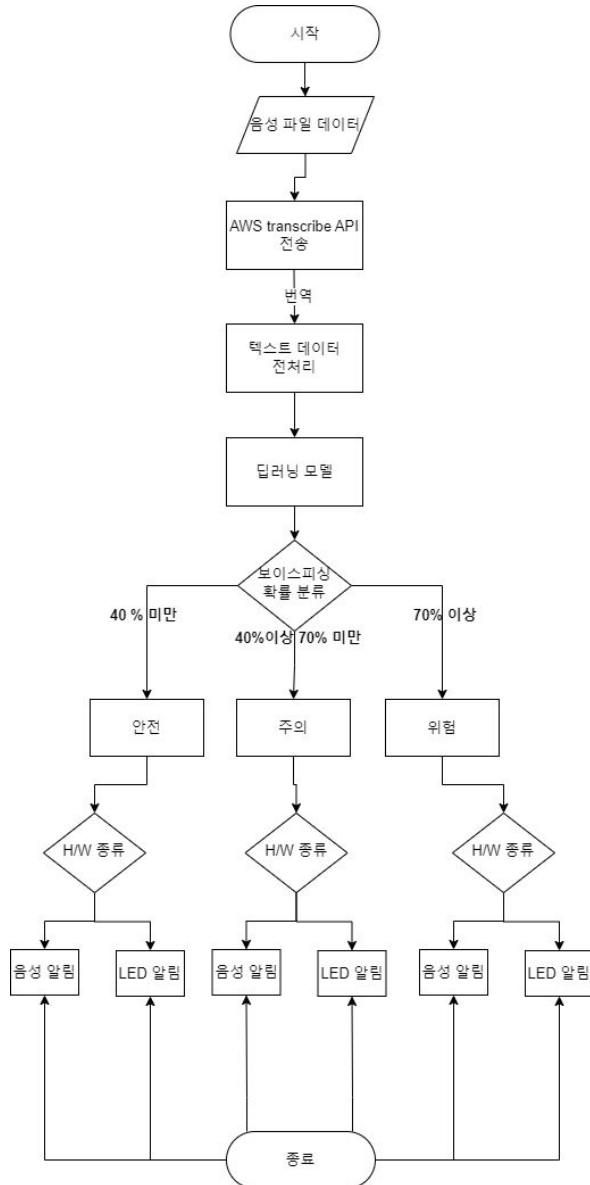 시작
음성 파일 데이터
AWS transcribe API
전송
번역
텍스트 데이터
전처리
딥러닝 모델
보이스피싱
확률 분류
40 % 미만
40%이상 70% 미만
70% 이상
안전
주의
위험
H/W 종류
H/W 종류
H/W 종류
음성 알림
LED 알림
음성 알림
LED 알림
음성 알림
LED 알림
종료